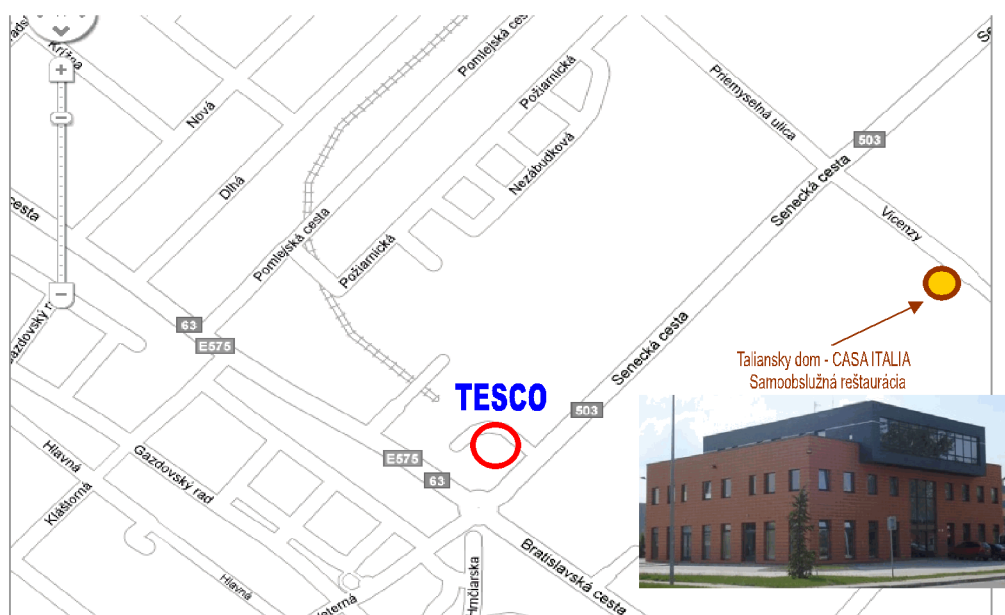 Krížna
Nová
Dlhá
cesta
Gazdovský
Pomlejská
Pomlejská cesta
Požiarnická
Požiarnická
Nezábudková
Priemyselná ulica
503
Senecká cesta
Vicenzy
63
E575
Senecká cesta
503
Taliansky dom - CASA ITALIA
Samoobslužná reštaurácia
TESCO
E575
63
Hlavná
Gazdovský rad
Kláštorná
Hlavná
Bratislavská cesta